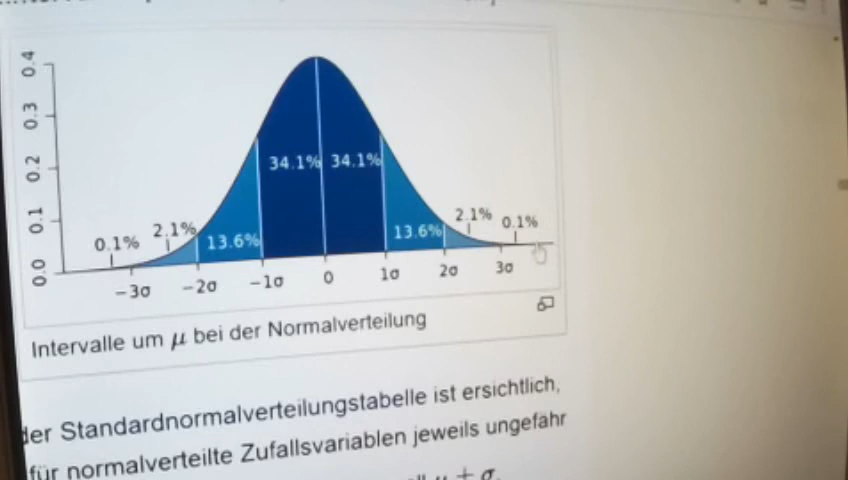 0.4
0.3
0.2
0.1
0.0
34.1% 34.1%
0.1% 2.1% 13.6% 13.6% 2.1% 0.1%
−3σ −2σ −1σ 0 1σ 2σ 3σ
Intervalle um μ bei der Normalverteilung
der Standardnormalverteilungstabelle ist ersichtlich,
für normalverteilte Zufallsvariablen jeweils ungefähr
μ + σ,